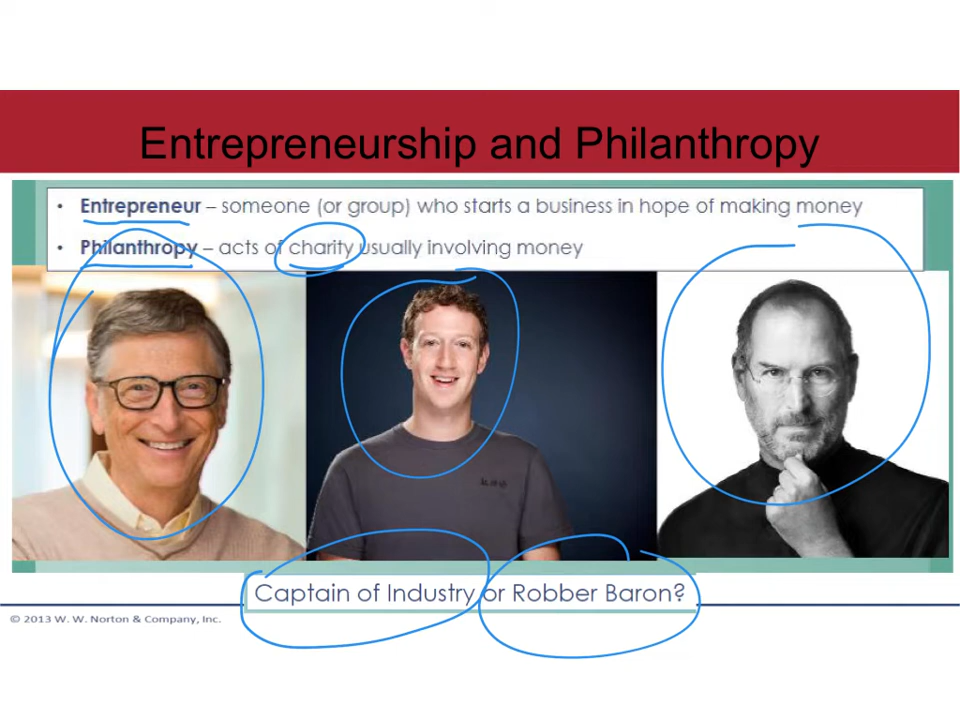 Entrepreneurship and Philanthropy
• Entrepreneur – someone (or group) who starts a business in hope of making money
• Philanthropy – acts of charity usually involving money
Captain of Industry or Robber Baron?
© 2013 W. W. Norton & Company, Inc.